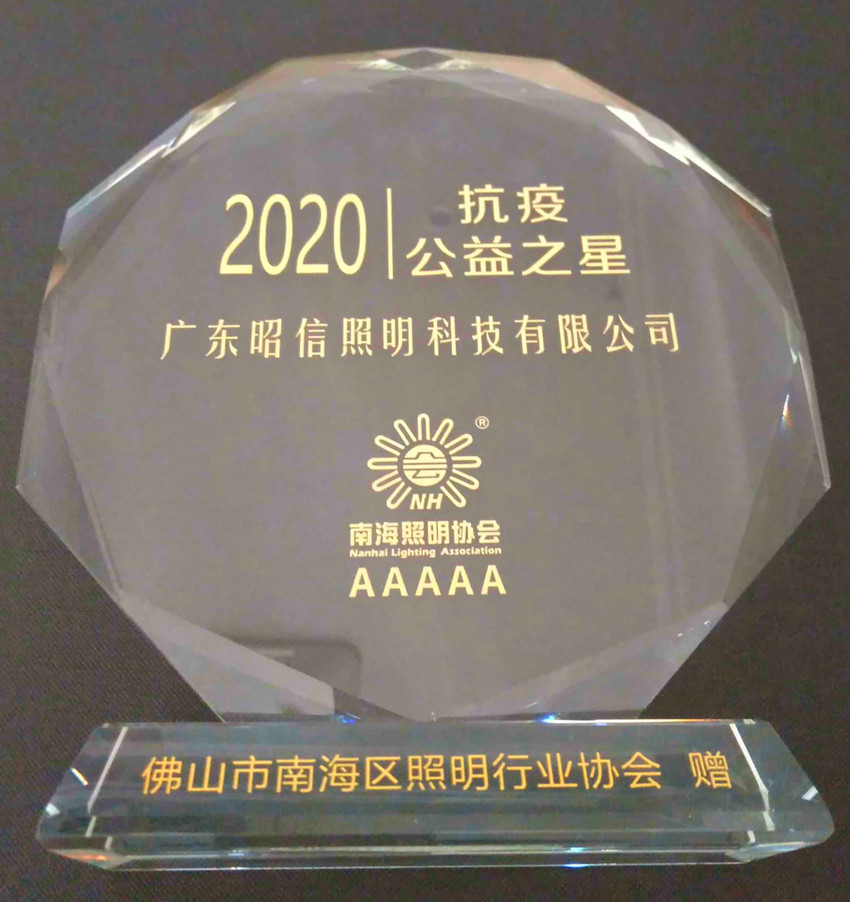 2020 抗疫
公益之星
广东昭信照明科技有限公司
®
NH
南海照明协会
Nanhai Lighting Association
AAAAA
佛山市南海区照明行业协会 赠